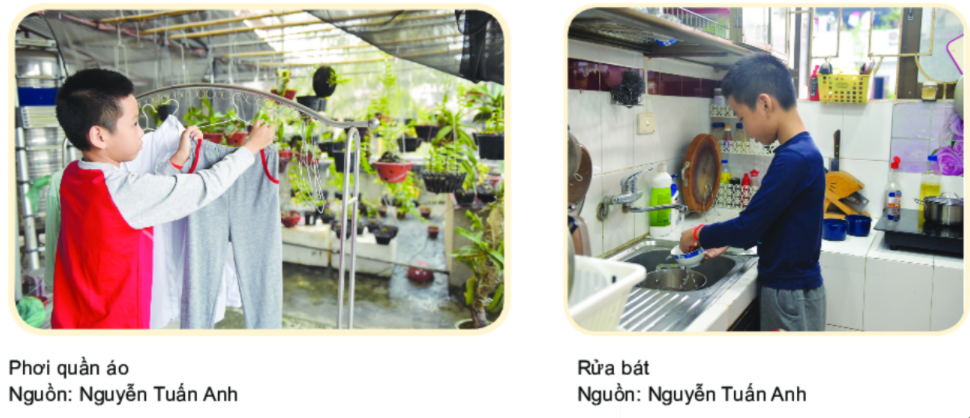 Phơi quần áo
Nguồn: Nguyễn Tuấn Anh
Rửa bát
Nguồn: Nguyễn Tuấn Anh